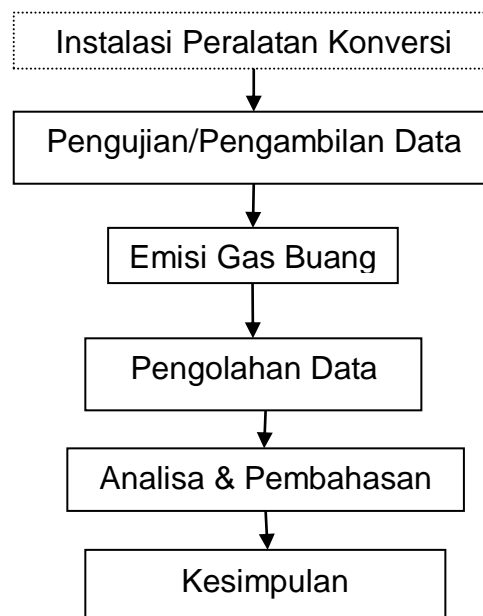 Instalasi Peralatan Konversi
Pengujian/Pengambilan Data
Emisi Gas Buang
Pengolahan Data
Analisa & Pembahasan
Kesimpulan